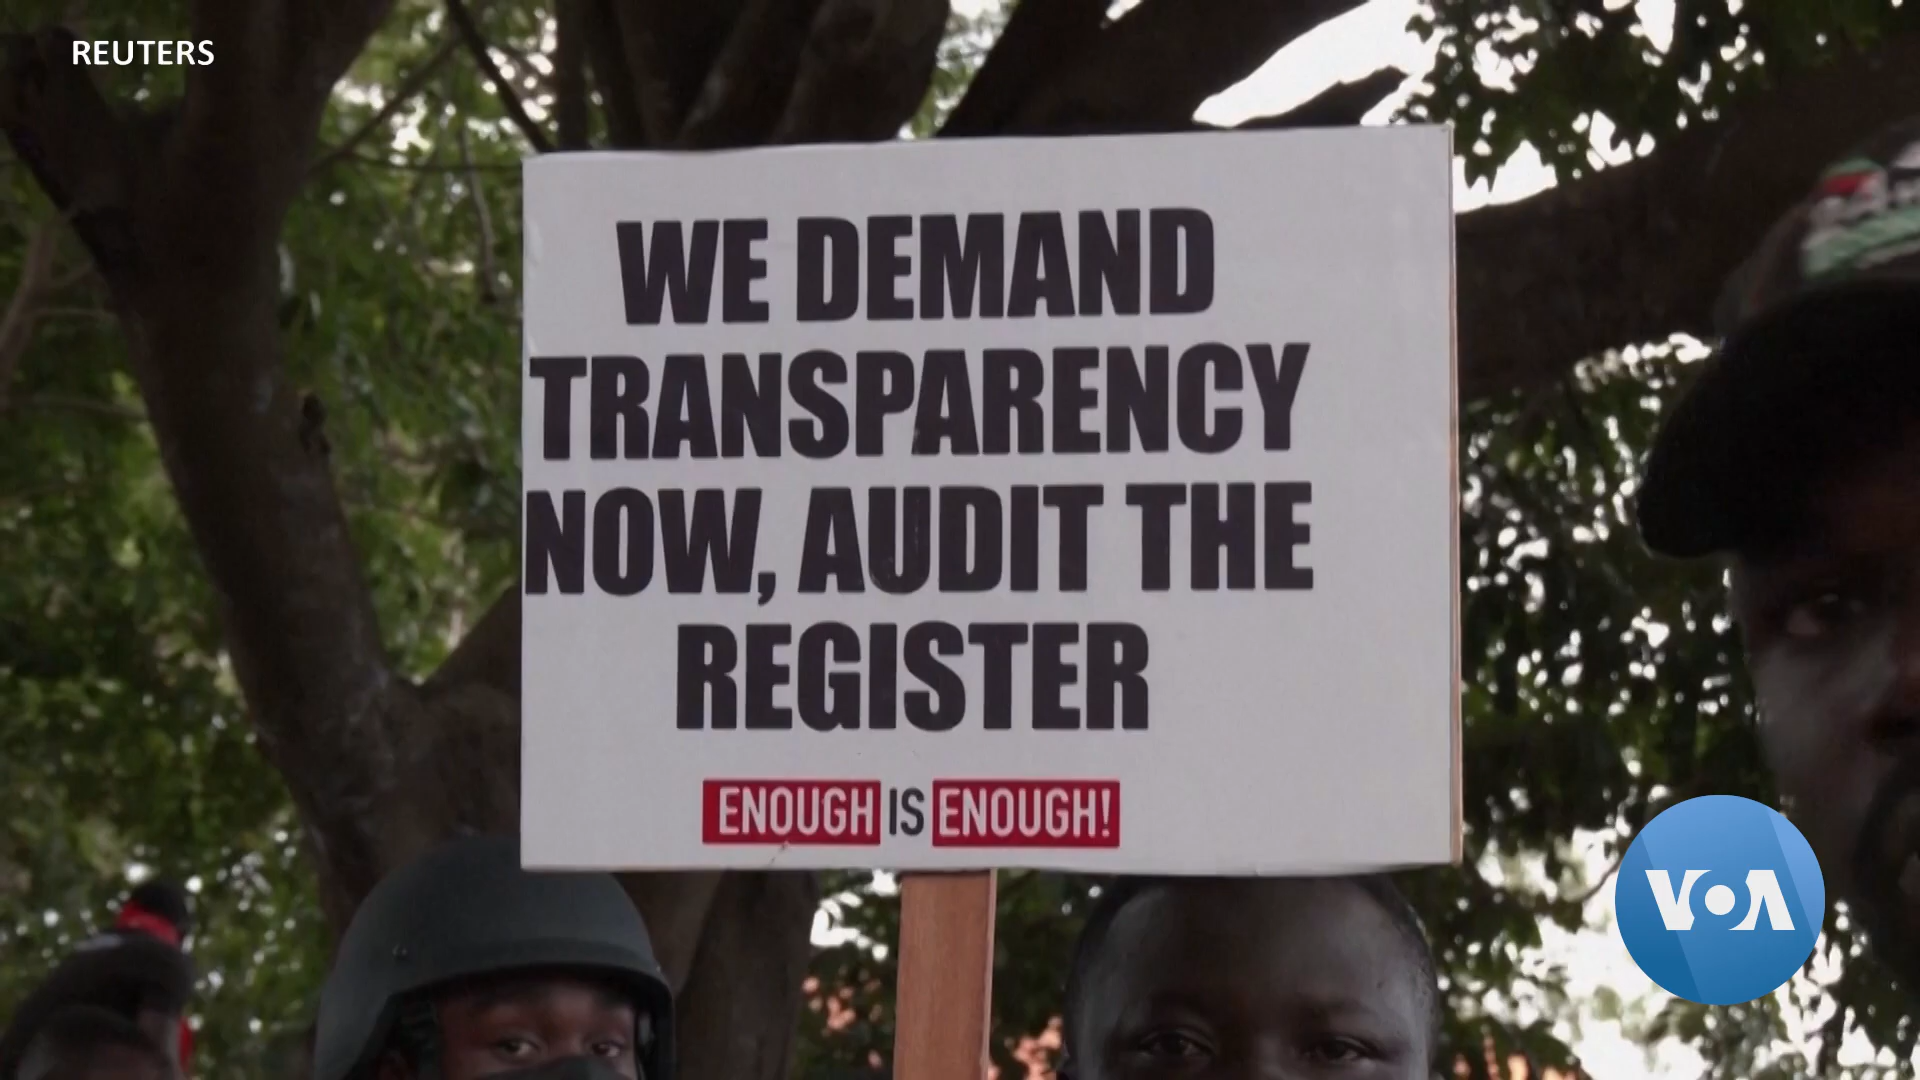 REUTERS
WE DEMAND
TRANSPARENCY
NOW, AUDIT THE
REGISTER
ENOUGH IS ENOUGH!
VOA